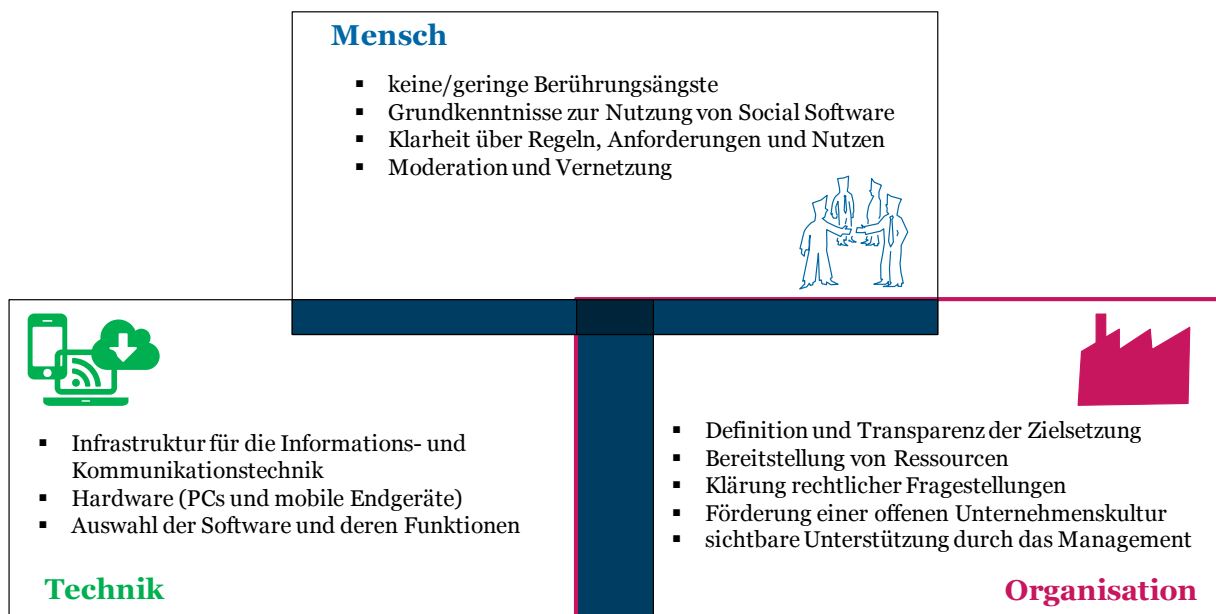 Mensch
▪ keine/geringe Berührungsängste
▪ Grundkenntnisse zur Nutzung von Social Software
▪ Klarheit über Regeln, Anforderungen und Nutzen
▪ Moderation und Vernetzung
▪ Infrastruktur für die Informations- und
Kommunikationstechnik
▪ Hardware (PCs und mobile Endgeräte)
▪ Auswahl der Software und deren Funktionen
Technik
▪ Definition und Transparenz der Zielsetzung
▪ Bereitstellung von Ressourcen
▪ Klärung rechtlicher Fragestellungen
▪ Förderung einer offenen Unternehmenskultur
▪ sichtbare Unterstützung durch das Management
Organisation